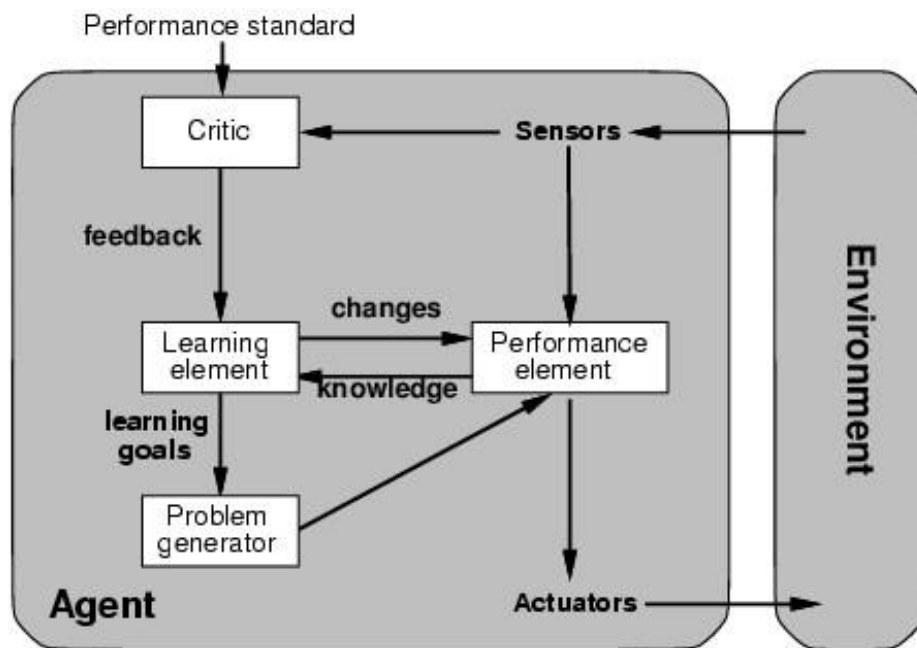 Performance standard
Critic
Sensors
feedback
changes
Learning
element
Performance
element
knowledge
learning
goals
Problem
generator
Agent
Actuators
Environment